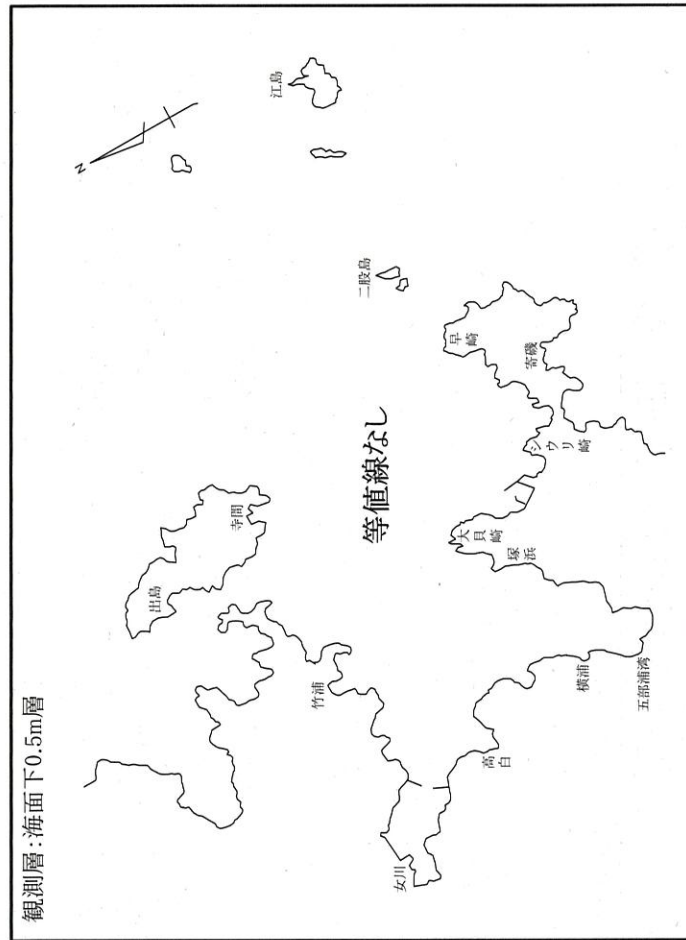 観測層:海面下0.5m層
N
江島
二股島
早崎
寄磯
シウリ崎
等値線なし
大貝崎
塚浜
寺間
出島
竹浦
横浦
五部浦湾
高白
女川